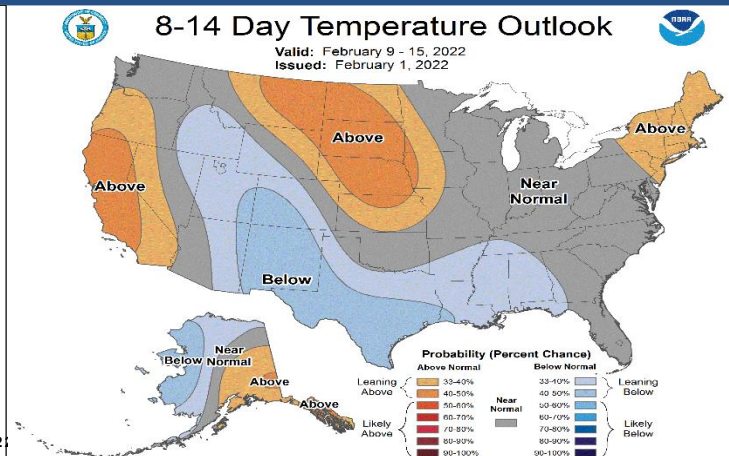 8-14 Day Temperature Outlook
NOAA
Valid: February 9 - 15, 2022
Issued: February 1, 2022
Above
Above
Above
Near
Normal
Below
Below
Near
Normal
Above
Above
Probability (Percent Chance)
Above Normal
Below Normal
Leaning
Above
33-40%
40-50%
Likely
Above
50-60%
60-70%
70-80%
80-90%
90-100%
Near
Normal
33-40%
40-50%
Leaning
Below
50-60%
60-70%
70-80%
80-90%
90-100%
Likely
Below